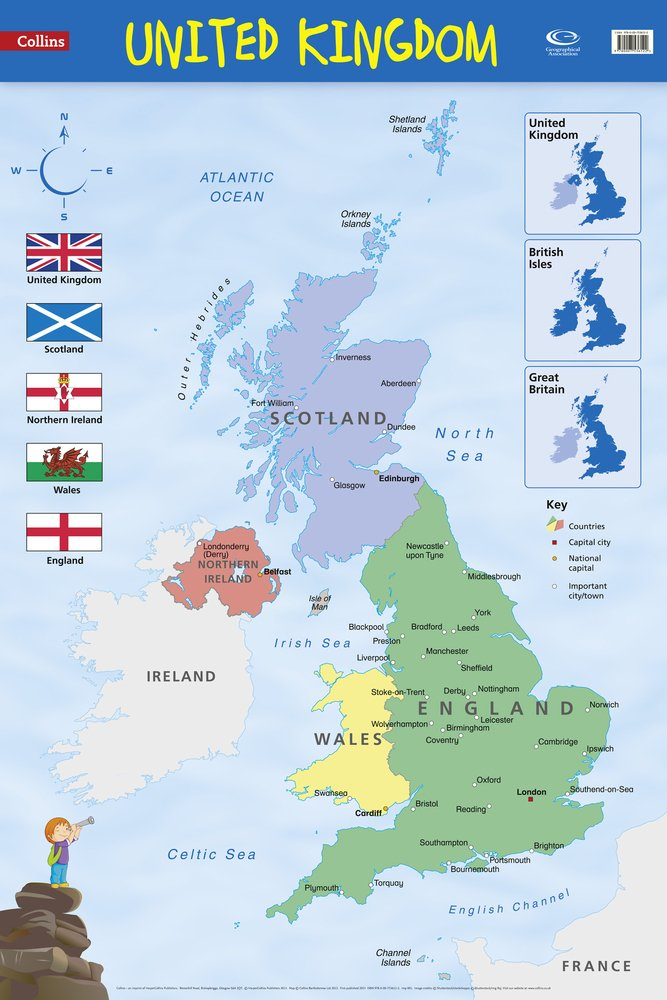 Collins
UNITED KINGDOM
Geographical
Association
N
W
E
S
ATLANTIC
OCEAN
Shetland
Islands
Orkney
Islands
Outer Hebrides
United
Kingdom
British
Isles
Great
Britain
United Kingdom
Scotland
Northern Ireland
Wales
England
Inverness
Aberdeen
Fort William
SCOTLAND
Dundee
North
Sea
Edinburgh
Glasgow
Key
Countries
Capital city
National
capital
Important
city/town
Londonderry
(Derry)
NORTHERN
IRELAND
Belfast
Isle of
Man
Newcastle
upon Tyne
Middlesbrough
Irish Sea
York
Blackpool
Bradford
Leeds
Preston
Manchester
Liverpool
Sheffield
IRELAND
Stoke-on-Trent
Derby
Nottingham
ENGLAND
Norwich
Leicester
Wolverhampton
Birmingham
WALES
Coventry
Cambridge
Ipswich
Oxford
Swansea
London
Southend-on-Sea
Cardiff
Bristol
Reading
Celtic Sea
Southampton
Brighton
Portsmouth
Bournemouth
Plymouth
Torquay
English Channel
Channel
Islands
FRANCE